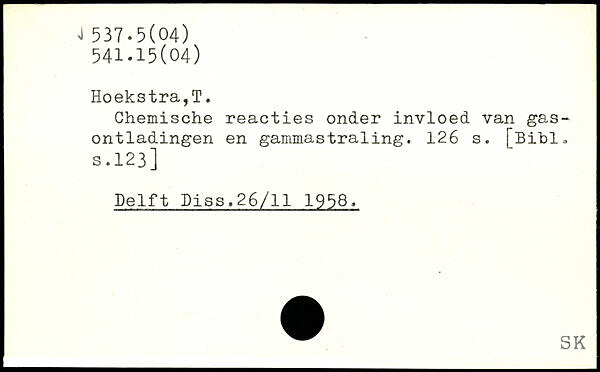 537.5(04)
541.15(04)
Hoekstra,T.
Chemische reacties onder invloed van gas-
ontladingen en gammastraling. 126 s. [Bibl.
s.123]
Delft Diss.26/11 1958.
SK